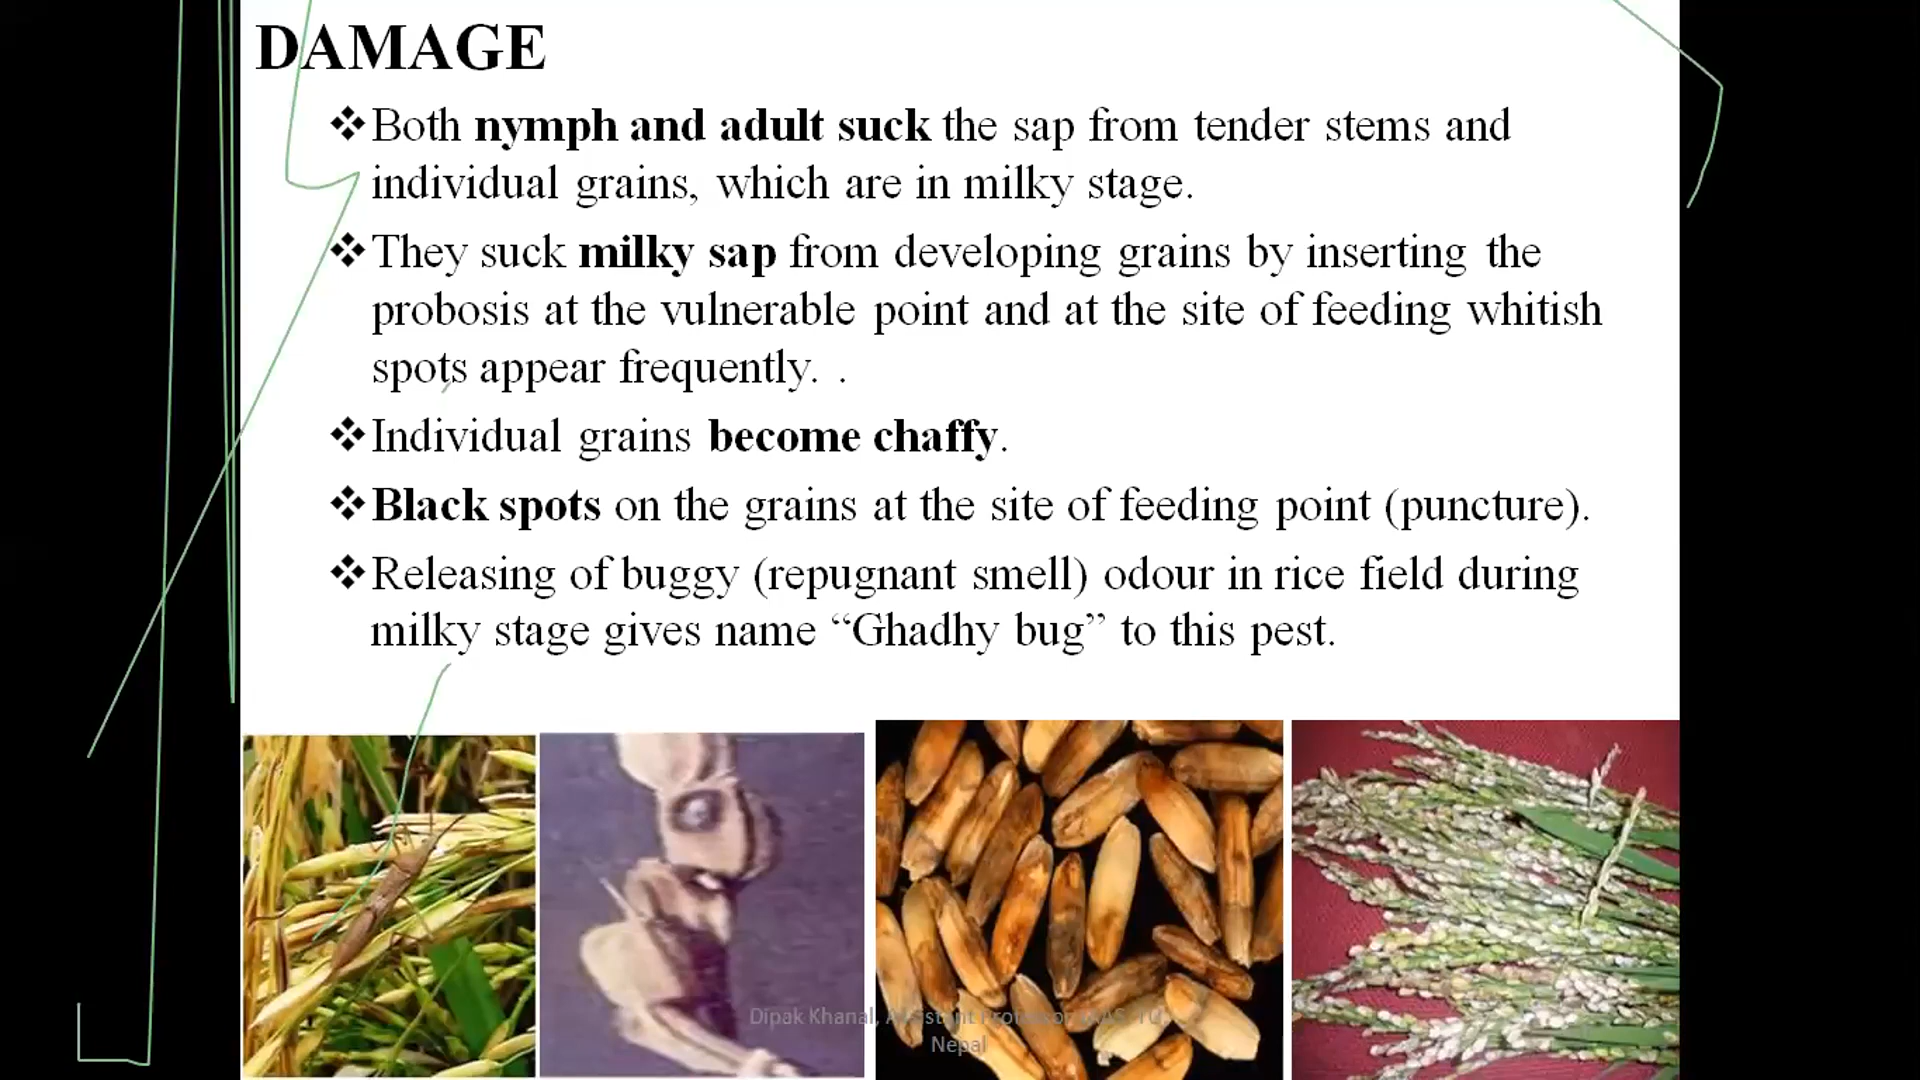 DAMAGE
❖Both nymph and adult suck the sap from tender stems and
individual grains, which are in milky stage.
❖They suck milky sap from developing grains by inserting the
probosis at the vulnerable point and at the site of feeding whitish
spots appear frequently. .
❖Individual grains become chaffy.
❖Black spots on the grains at the site of feeding point (puncture).
❖Releasing of buggy (repugnant smell) odour in rice field during
milky stage gives name “Ghadhy bug” to this pest.
Dipak Khanal, Assistant Professor, IAAS, TU,
Nepal